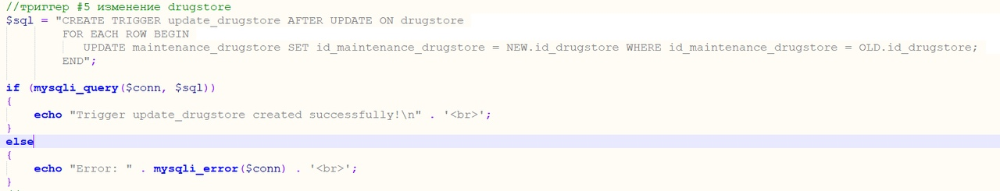 //триггер #5 изменение drugstore
$sql = "CREATE TRIGGER update_drugstore AFTER UPDATE ON drugstore
FOR EACH ROW BEGIN
UPDATE maintenance_drugstore SET id_maintenance_drugstore = NEW.id_drugstore WHERE id_maintenance_drugstore = OLD.id_drugstore;
END";
if (mysqli_query($conn, $sql))
{
echo "Trigger update_drugstore created successfully!\n" . '<br>';
}
else
{
echo "Error: " . mysqli_error($conn) . '<br>';
}